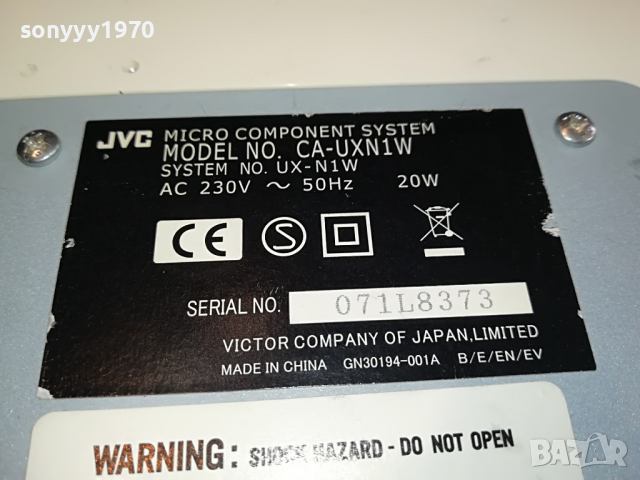 sonyyy1970
JVC MICRO COMPONENT SYSTEM
MODEL NO. CA-UXN1W
SYSTEM NO. UX-N1W
AC 230V ~ 50Hz 20W
CE S
SERIAL NO. 071L8373
VICTOR COMPANY OF JAPAN,LIMITED
MADE IN CHINA GN30194-001A B/E/EN/EV
WARNING: SHOCK HAZARD - DO NOT OPEN
BAZAR